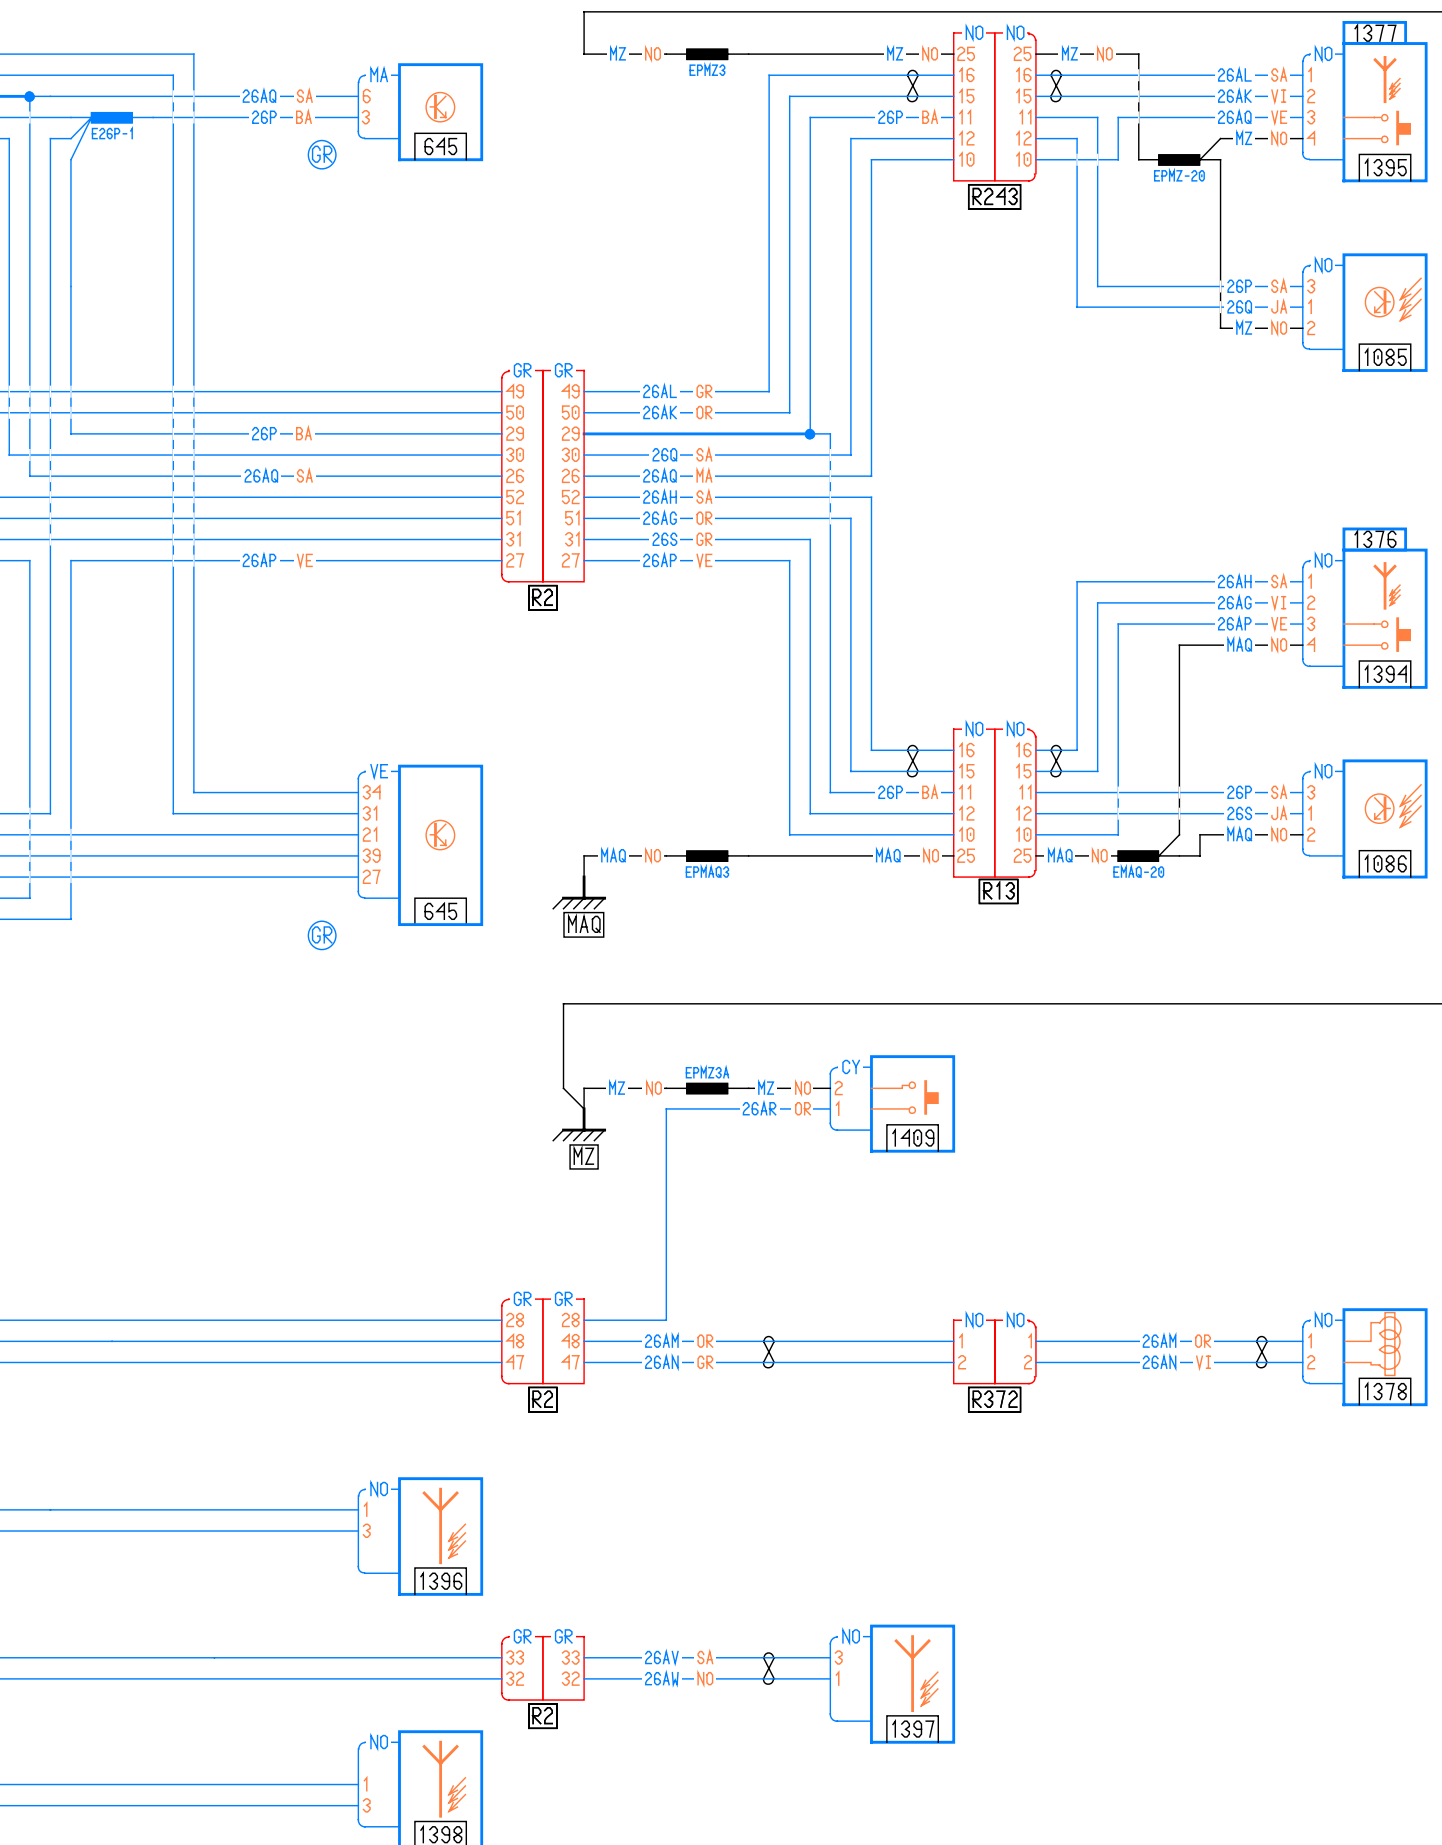 MZ NO EPMZ3 MZ NO
NO NO
25 25 MZ NO
16 16
15 15
26P BA 11 11
12 12
10 10
R243
EPMZ-20
1377
NO
26AL SA 1
26AK VI 2
26AQ VE 3
MZ NO 4
1395
MA
26AQ SA 6
26P BA 3
E26P-1
645
GR
NO
26P SA 3
26Q JA 1
MZ NO 2
1085
GR GR
49 49 26AL GR
50 50 26AK OR
26P BA 29 29
30 30 26Q SA
26AQ SA 26 26 26AQ MA
52 52 26AH SA
51 51 26AG OR
31 31 26S GR
26AP VE 27 27 26AP VE
R2
1376
NO
26AH SA 1
26AG VI 2
26AP VE 3
MAQ NO 4
1394
VE
34
31
21
39
27
645
GR
NO NO
16 16
15 15
26P BA 11 11
12 12
10 10
MAQ NO EPMAQ3 MAQ NO 25 25 MAQ NO EMAQ-20
R13
MAQ
NO
26P SA 3
26S JA 1
MAQ NO 2
1086
EPMZ3A CY
MZ NO MZ NO 2
26AR OR 1
1409
MZ
GR GR
28 28
48 48 26AM OR
47 47 26AN GR
R2
NO NO
1 1 26AM OR
2 2 26AN VI
R372
NO
1
2
1378
NO
1
3
1396
GR GR
33 33 26AV SA
32 32 26AW NO
R2
NO
3
1
1397
NO
1
3
1398